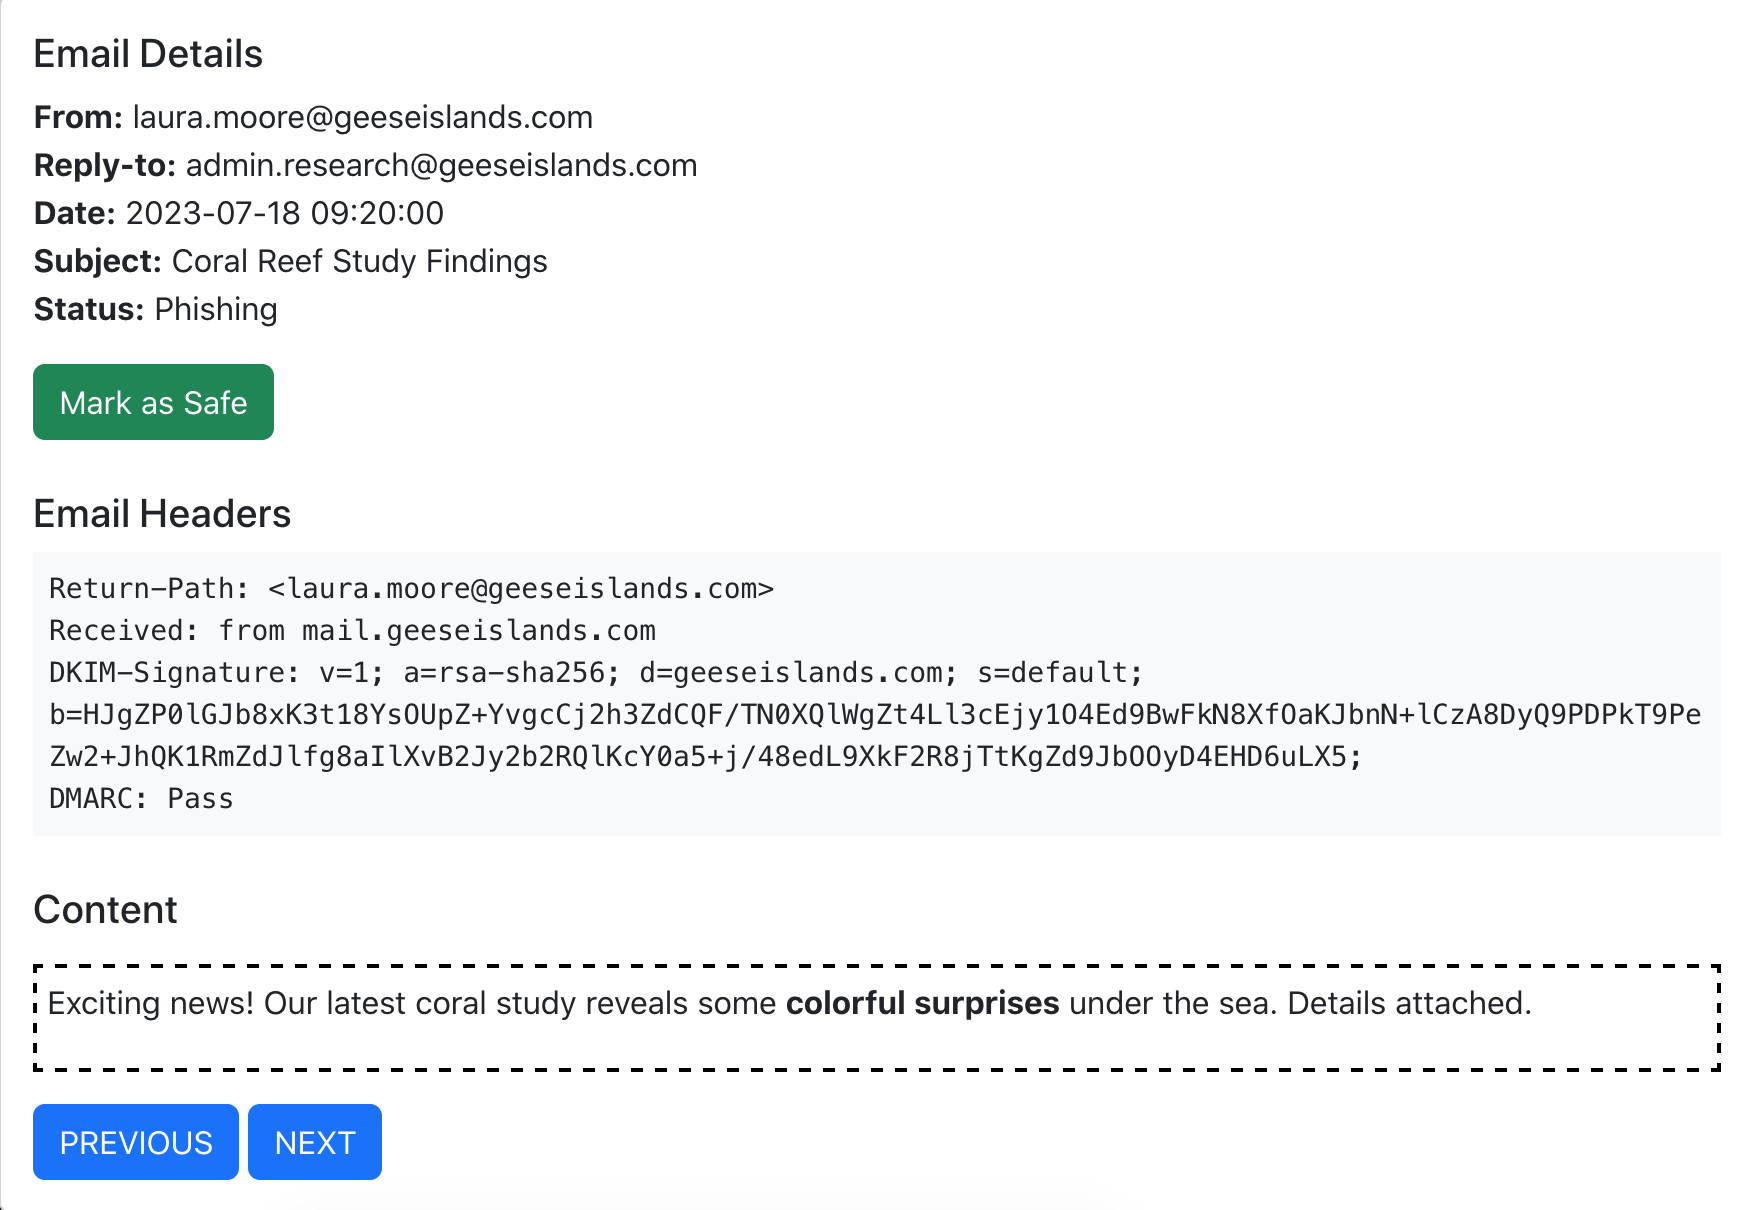 Email Details
From: laura.moore@geeseislands.com
Reply-to: admin.research@geeseislands.com
Date: 2023-07-18 09:20:00
Subject: Coral Reef Study Findings
Status: Phishing
Mark as Safe
Email Headers
Return-Path: <laura.moore@geeseislands.com>
Received: from mail.geeseislands.com
DKIM-Signature: v=1; a=rsa-sha256; d=geeseislands.com; s=default;
b=HJgZP0lGJb8xK3t18YsOUpZ+YvgcCj2h3ZdCQF/TN0XQlWgZt4Ll3cEjy1O4Ed9BwFkN8XfOaKJbnN+lCzA8DyQ9PDPkT9Pe
Zw2+JhQK1RmZdJlfg8aIlXvB2Jy2b2RQlKcY0a5+j/48edL9XkF2R8jTtKgZd9JbOOyD4EHD6uLX5;
DMARC: Pass
Content
Exciting news! Our latest coral study reveals some colorful surprises under the sea. Details attached.
PREVIOUS NEXT